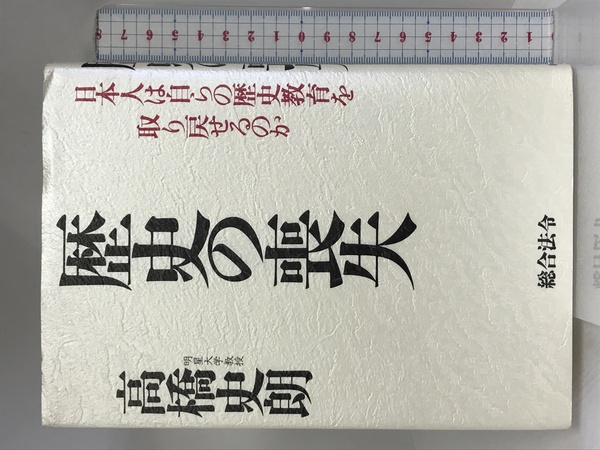 日本人は自らの歴史教育を
取り戻せるのか
歴史の喪失
明星大学教授
高橋史朗
総合法令